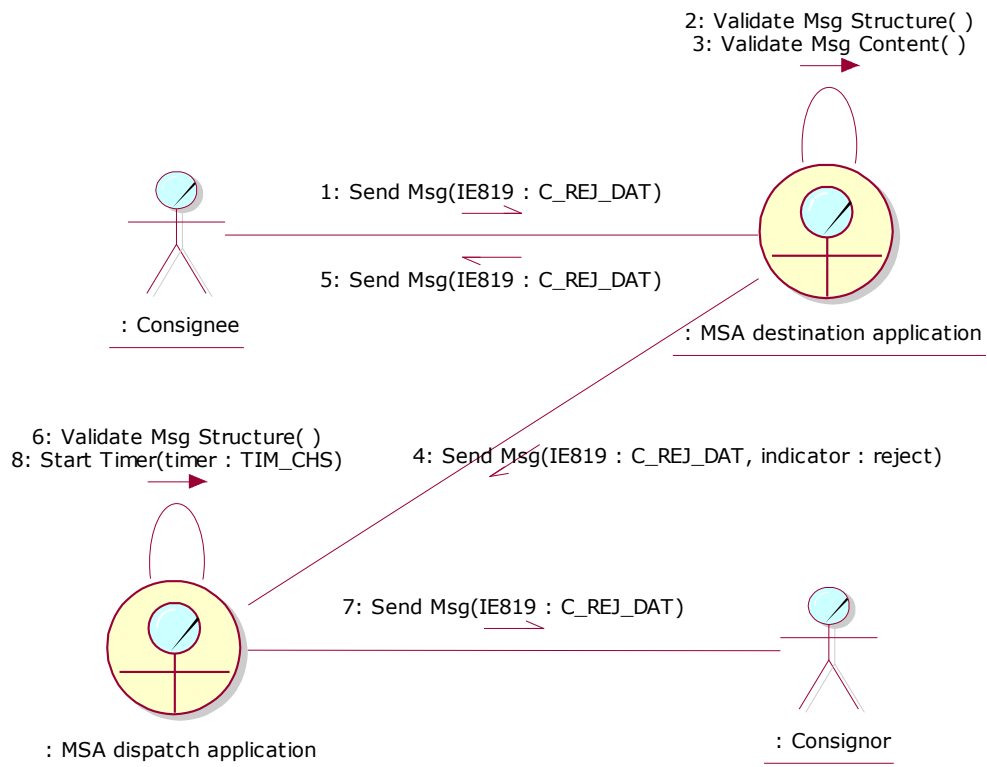 2: Validate Msg Structure( )
3: Validate Msg Content( )
1: Send Msg(IE819 : C_REJ_DAT)
5: Send Msg(IE819 : C_REJ_DAT)
: Consignee
: MSA destination application
6: Validate Msg Structure( )
8: Start Timer(timer : TIM_CHS)
4: Send Msg(IE819 : C_REJ_DAT, indicator : reject)
7: Send Msg(IE819 : C_REJ_DAT)
: MSA dispatch application
: Consignor